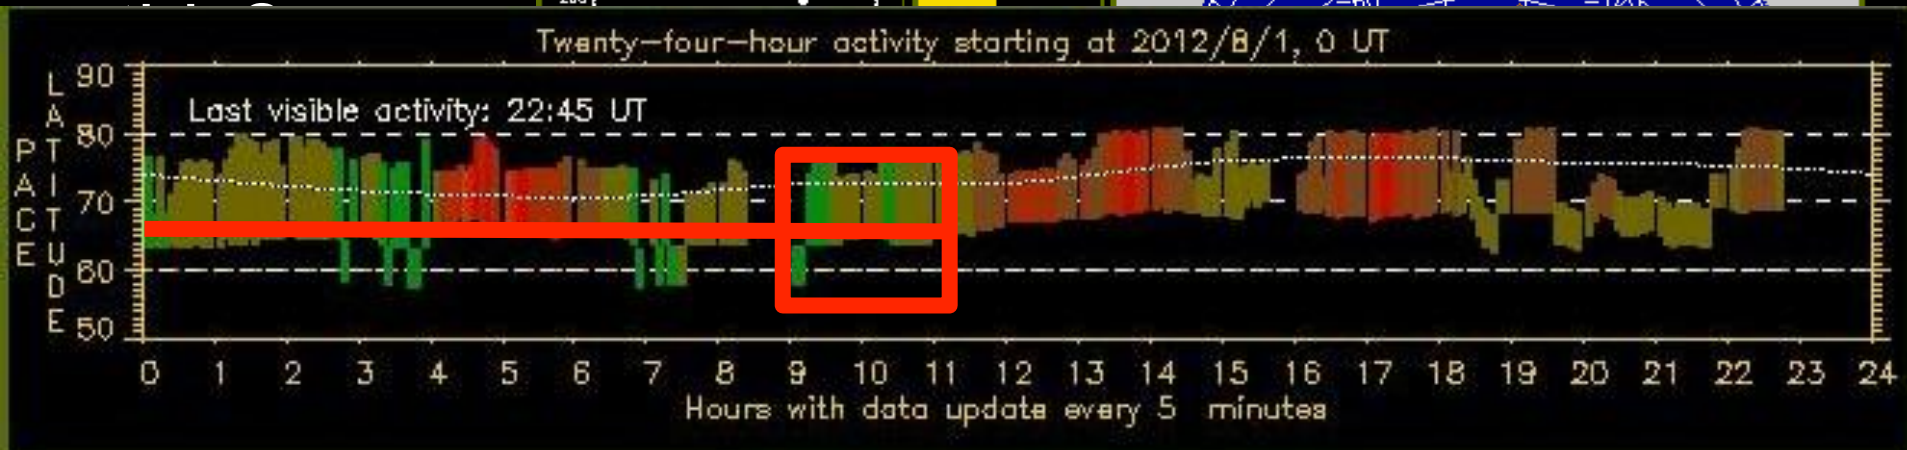 Twenty-four-hour activity starting at 2012/8/1, 0 UT
Last visible activity: 22:45 UT
PACE
LATITUDE
90
80
70
60
50
0 1 2 3 4 5 6 7 8 9 10 11 12 13 14 15 16 17 18 19 20 21 22 23 24
Hours with data update every 5 minutes